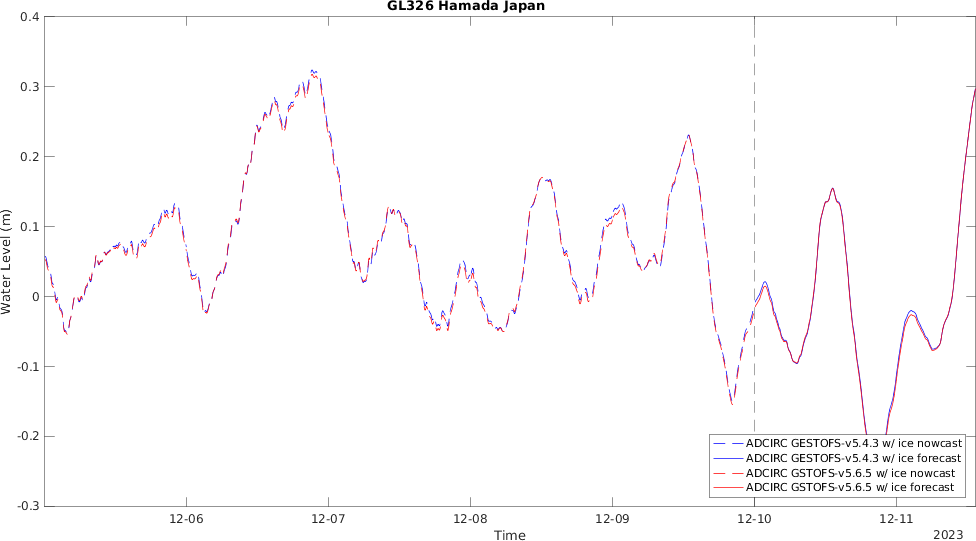 GL326 Hamada Japan
0.4
0.3
0.2
0.1
0
-0.1
-0.2
-0.3
Water Level (m)
ADCIRC GESTOFS-v5.4.3 w/ ice nowcast
ADCIRC GESTOFS-v5.4.3 w/ ice forecast
ADCIRC GSTOFS-v5.6.5 w/ ice nowcast
ADCIRC GSTOFS-v5.6.5 w/ ice forecast
12-06 12-07 12-08 12-09 12-10 12-11
Time
2023